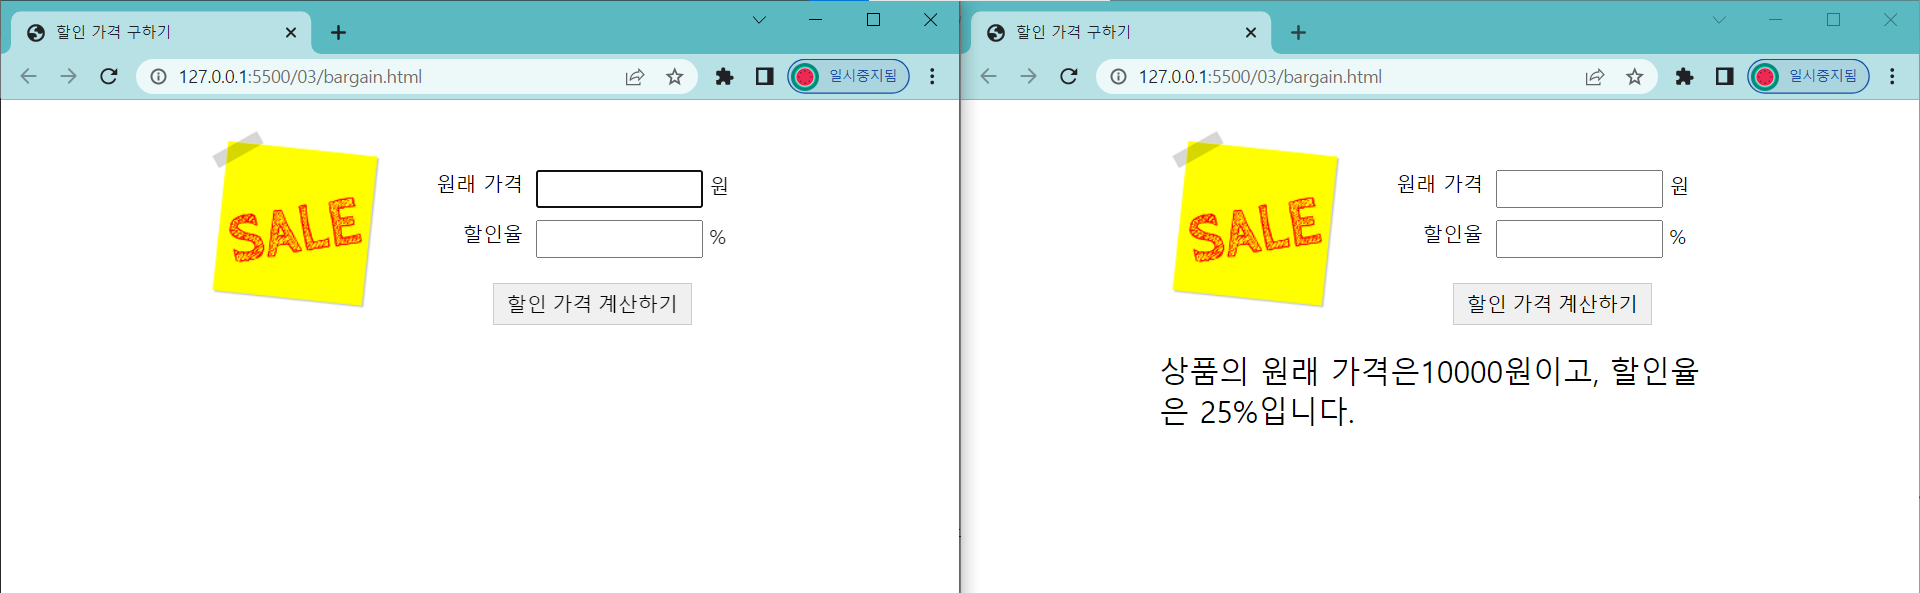 할인 가격 구하기
127.0.0.1:5500/03/bargain.html
일시중지됨
SALE
원래 가격 원
할인율 %
할인 가격 계산하기
할인 가격 구하기
127.0.0.1:5500/03/bargain.html
일시중지됨
SALE
원래 가격 원
할인율 %
할인 가격 계산하기
상품의 원래 가격은10000원이고, 할인율
은 25%입니다.